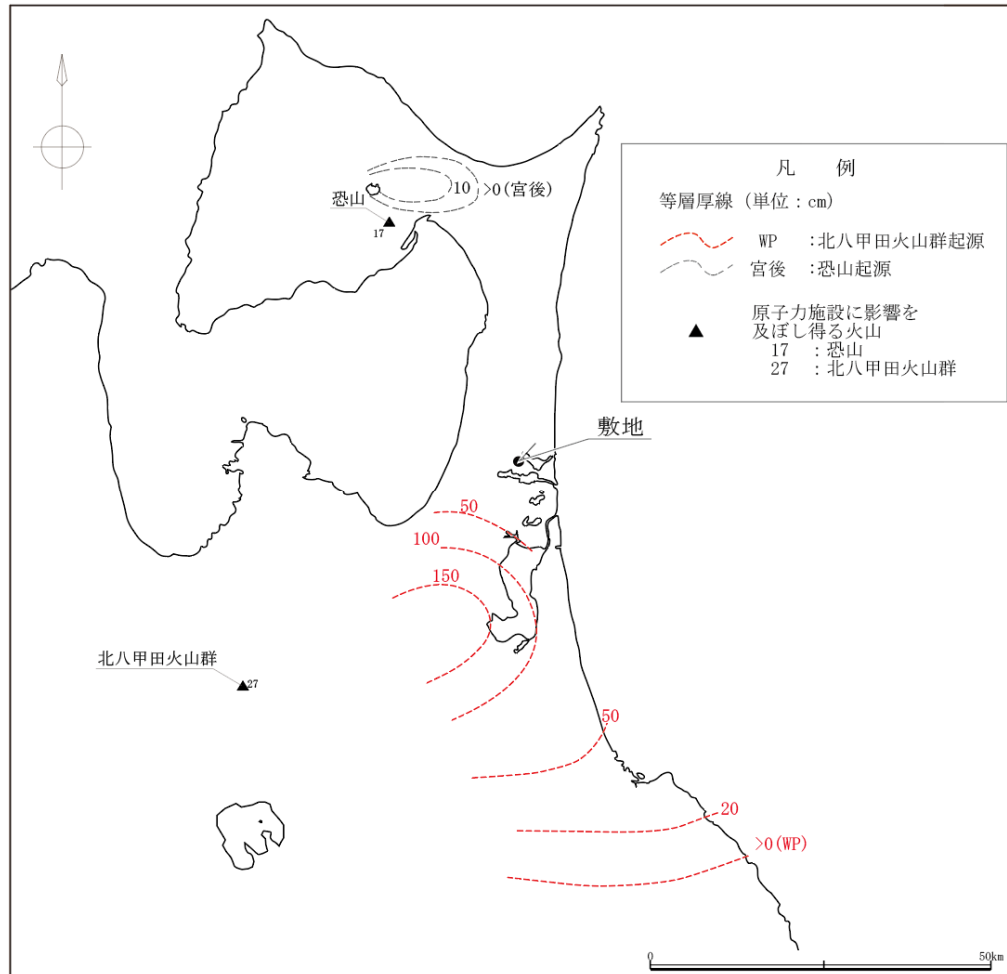 凡 例
等層厚線 (単位：cm)
WP ：北八甲田火山群起源
宮後 ：恐山起源
原子力施設に影響を
及ぼし得る火山
17 ：恐山
27 ：北八甲田火山群
10
>0(宮後)
恐山
17
敷地
50
100
150
北八甲田火山群
27
50
20
>0(WP)
0
50km